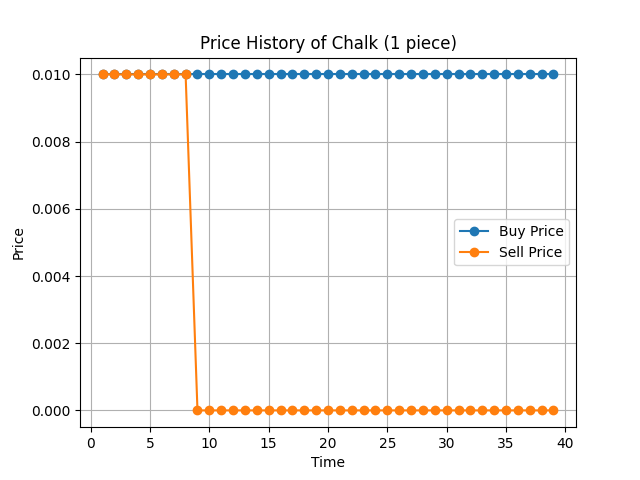 Price History of Chalk (1 piece)
0.010
0.008
0.006
0.004
0.002
0.000
Price
Buy Price
Sell Price
0 5 10 15 20 25 30 35 40
Time